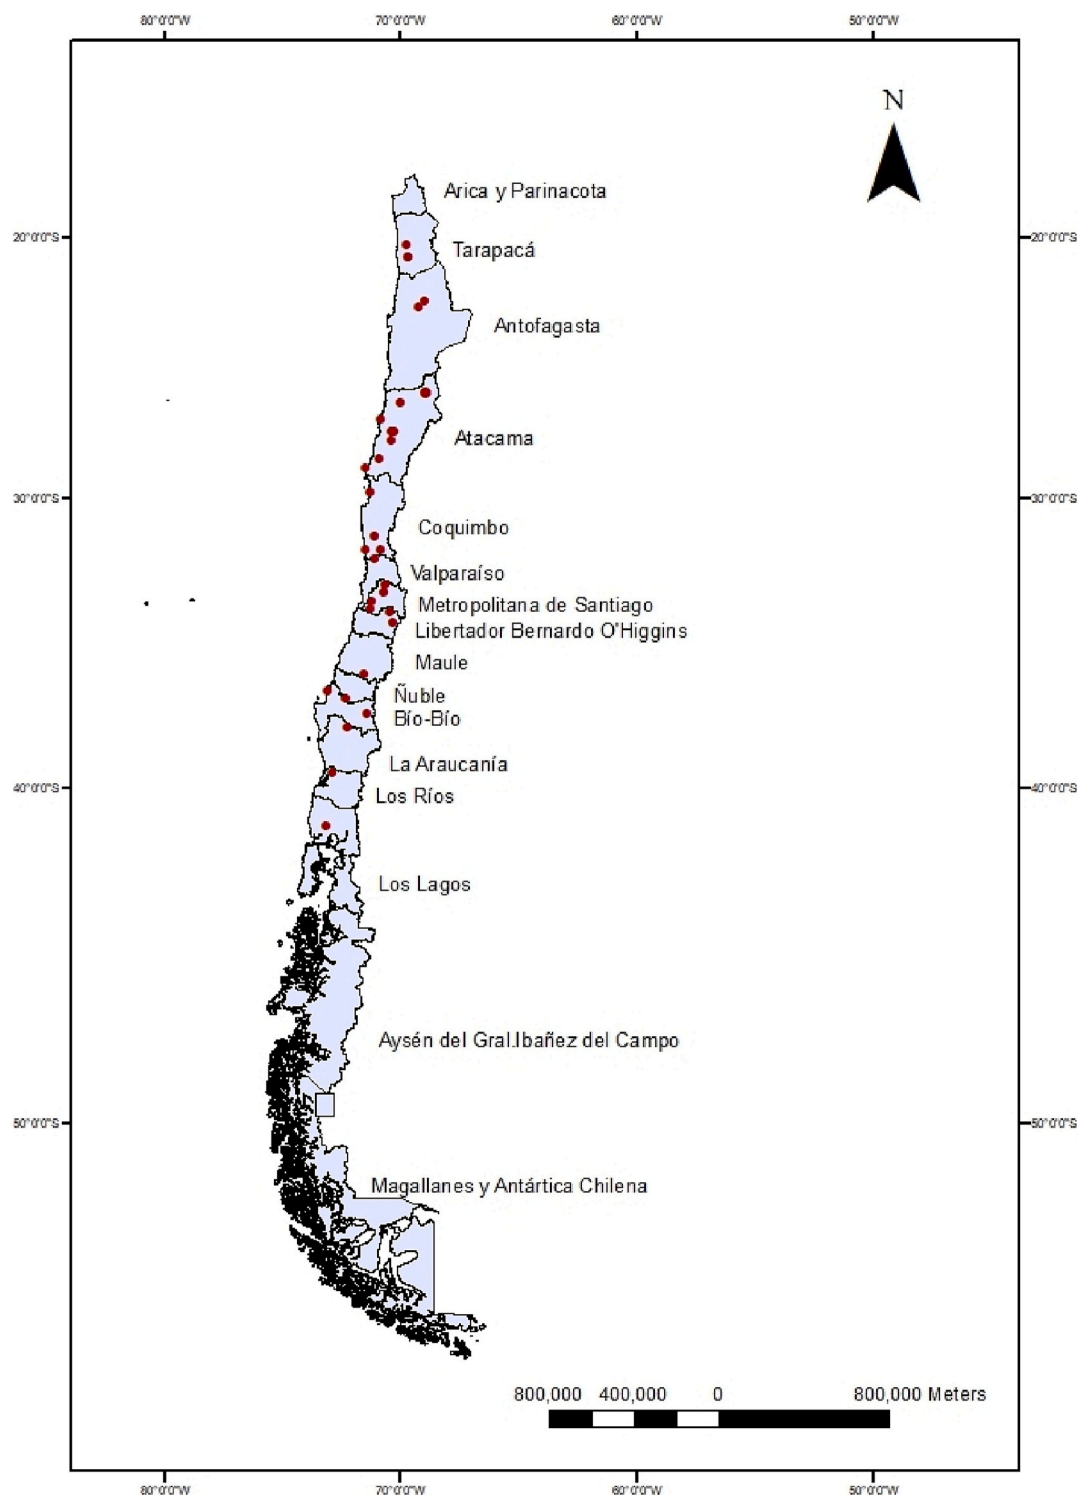 80°0'0"W 70°0'0"W 60°0'0"W 50°0'0"W
N
Arica y Parinacota
20°0'0"S Tarapacá 20°0'0"S
Antofagasta
Atacama
30°0'0"S 30°0'0"S
Coquimbo
Valparaíso
Metropolitana de Santiago
Libertador Bernardo O'Higgins
Maule
Ñuble
Bío-Bío
La Araucanía
40°0'0"S Los Ríos 40°0'0"S
Los Lagos
Aysén del Gral.Ibañez del Campo
50°0'0"S 50°0'0"S
Magallanes y Antártica Chilena
800,000 400,000 0 800,000 Meters
80°0'0"W 70°0'0"W 60°0'0"W 50°0'0"W